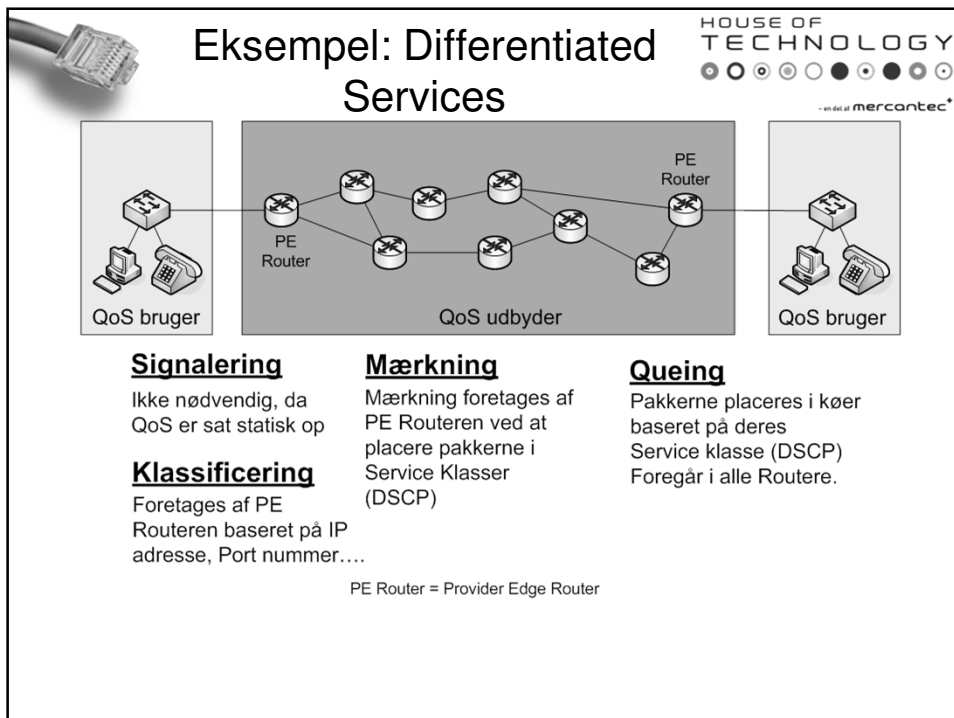 Eksempel: Differentiated
Services
HOUSE OF
TECHNOLOGY
- en del af mercantec+
PE
Router
PE
Router
QoS bruger
QoS udbyder
QoS bruger
Signalering
Ikke nødvendig, da
QoS er sat statisk op
Klassificering
Foretages af PE
Routeren baseret på IP
adresse, Port nummer….
Mærkning
Mærkning foretages af
PE Routeren ved at
placere pakkerne i
Service Klasser
(DSCP)
Queing
Pakkerne placeres i køer
baseret på deres
Service klasse (DSCP)
Foregår i alle Routere.
PE Router = Provider Edge Router